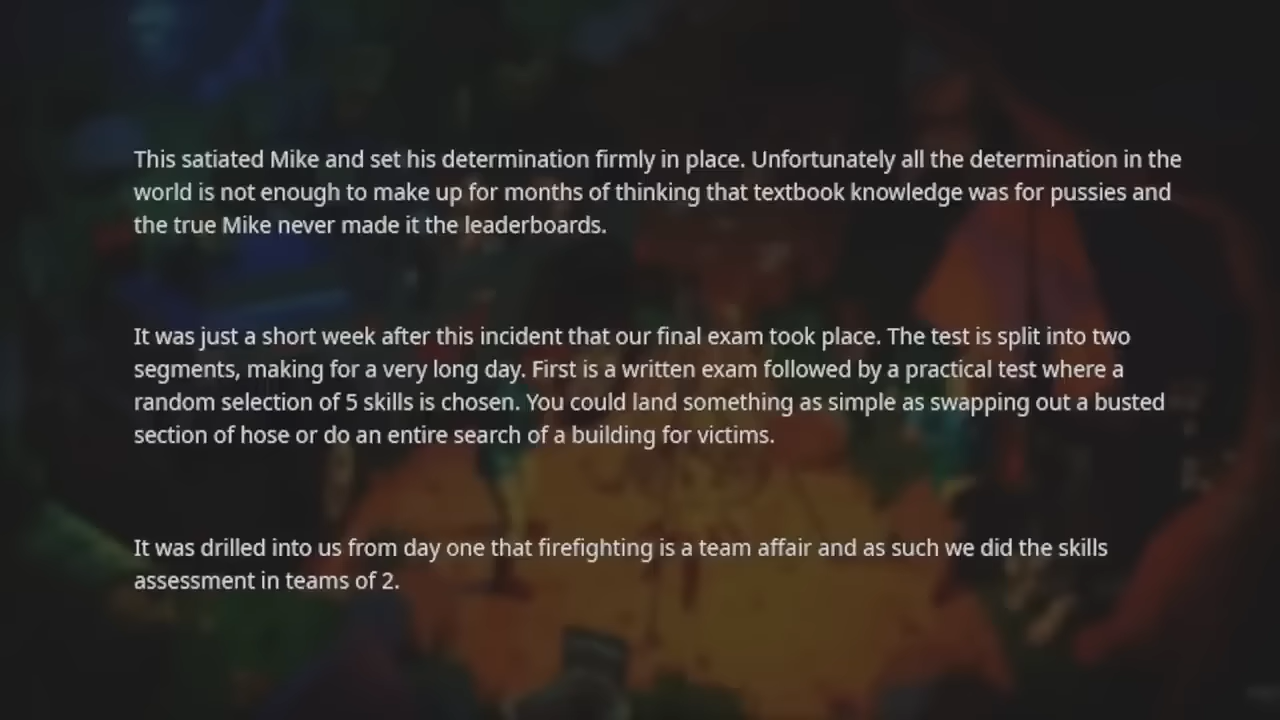 This satiated Mike and set his determination firmly in place. Unfortunately all the determination in the
world is not enough to make up for months of thinking that textbook knowledge was for pussies and
the true Mike never made it the leaderboards.
It was just a short week after this incident that our final exam took place. The test is split into two
segments, making for a very long day. First is a written exam followed by a practical test where a
random selection of 5 skills is chosen. You could land something as simple as swapping out a busted
section of hose or do an entire search of a building for victims.
It was drilled into us from day one that firefighting is a team affair and as such we did the skills
assessment in teams of 2.